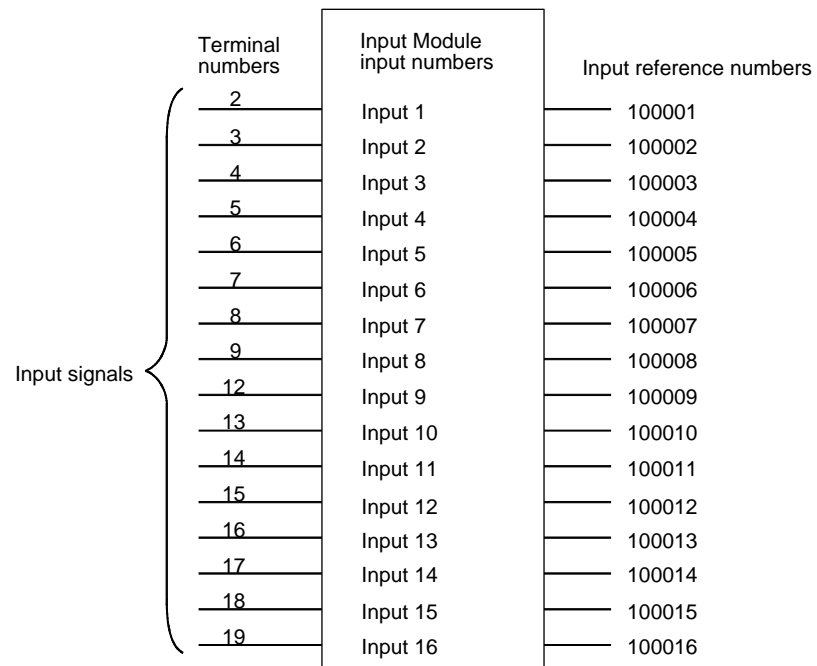 Terminal numbers
Input Module input numbers
Input reference numbers
2 Input 1 100001
3 Input 2 100002
4 Input 3 100003
5 Input 4 100004
6 Input 5 100005
7 Input 6 100006
8 Input 7 100007
9 Input 8 100008
Input signals
12 Input 9 100009
13 Input 10 100010
14 Input 11 100011
15 Input 12 100012
16 Input 13 100013
17 Input 14 100014
18 Input 15 100015
19 Input 16 100016